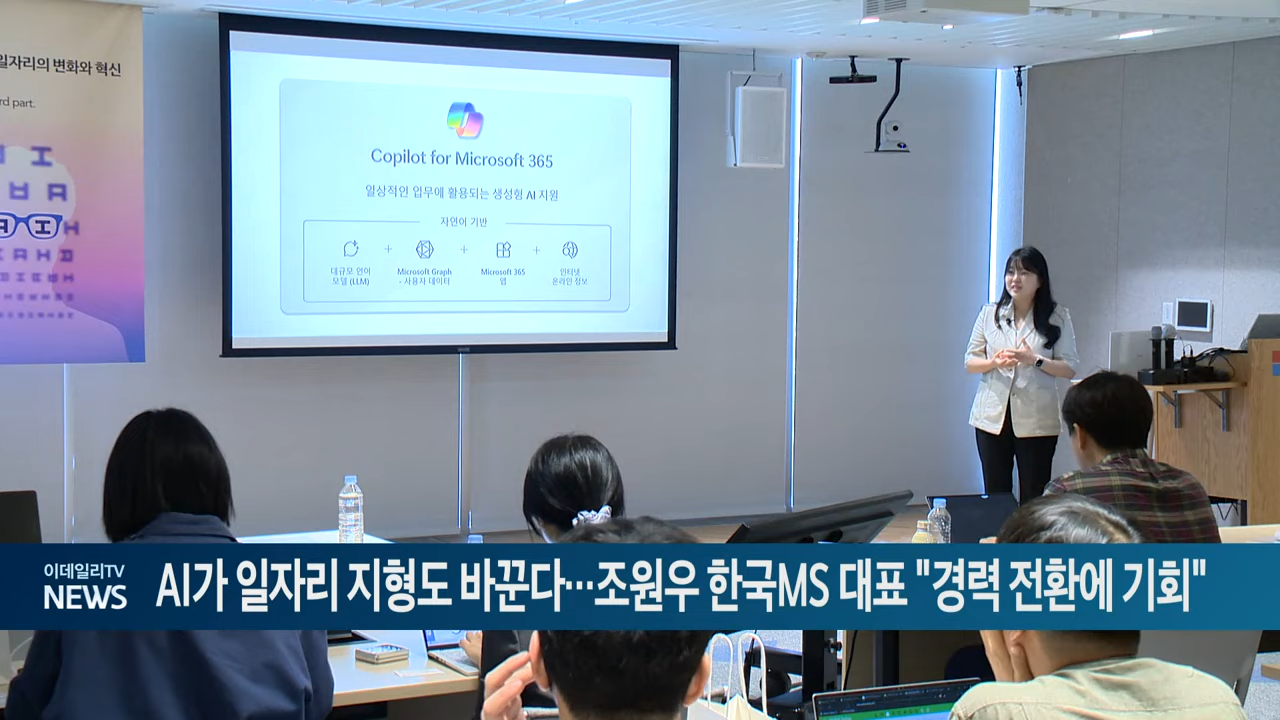 일자리의 변화와 혁신
rd part.
AI
Copilot for Microsoft 365
일상적인 업무에 활용되는 생성형 AI 지원
자연어 기반
대규모 언어
모델 (LLM)
+
Microsoft Graph
- 사용자 데이터
+
Microsoft 365
앱
+
인터넷
온라인 정보
이데일리TV
NEWS
AI가 일자리 지형도 바꾼다…조원우 한국MS 대표 "경력 전환에 기회"